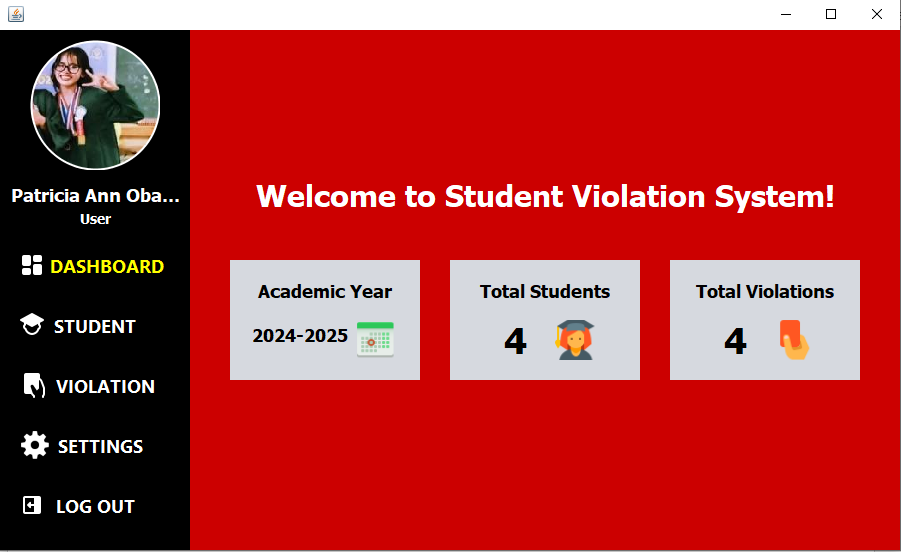 Patricia Ann Oba...
User
DASHBOARD
STUDENT
VIOLATION
SETTINGS
LOG OUT
Welcome to Student Violation System!
Academic Year
2024-2025
Total Students
4
Total Violations
4